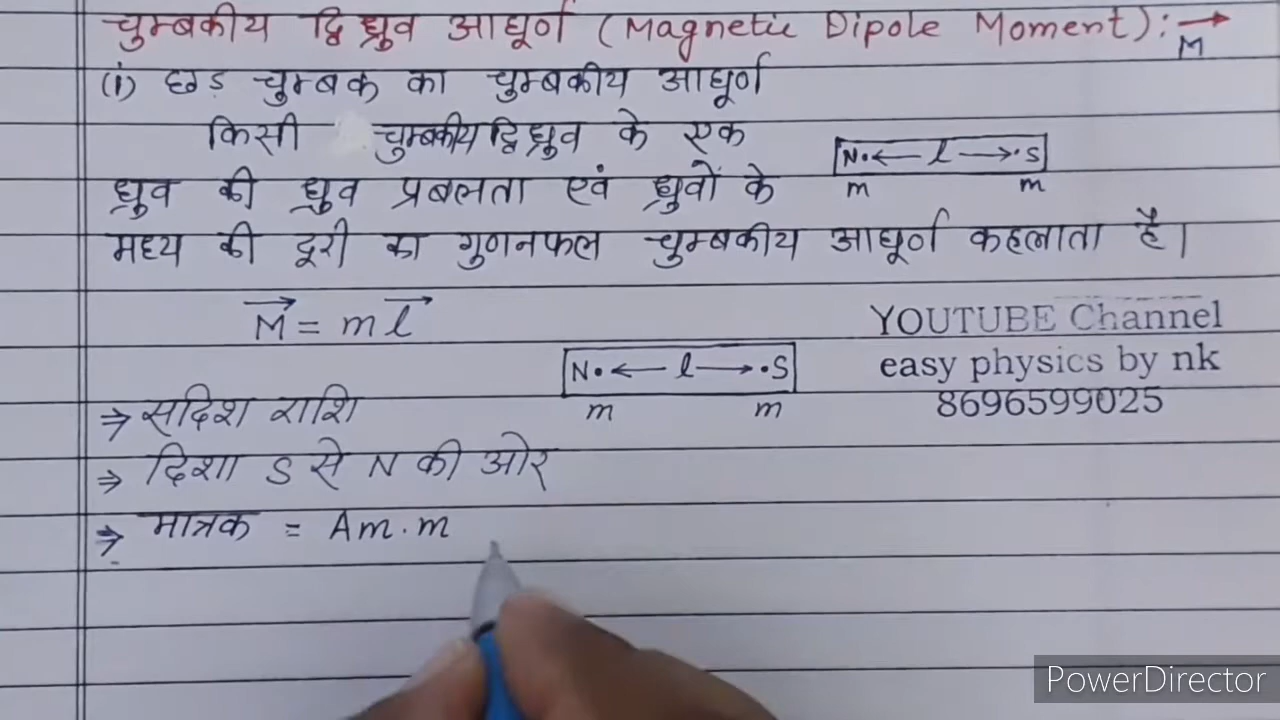 चुम्बकीय द्विध्रुव आघूर्ण (Magnetic Dipole Moment):→
M
(i) छड़ चुम्बक का चुम्बकीय आघूर्ण
किसी चुम्बकीय द्विध्रुव के एक
N.← l →.S
ध्रुव की ध्रुव प्रबलता एवं ध्रुवों के
m m
मध्य की दूरी का गुणनफल चुम्बकीय आघूर्ण कहलाता है।
M⃗ = m l⃗
YOUTUBE Channel
easy physics by nk
8696599025
N.← l →.S
m m
⇒ सदिश राशि
⇒ दिशा S से N की ओर
⇒ मात्रक = Am.m
PowerDirector